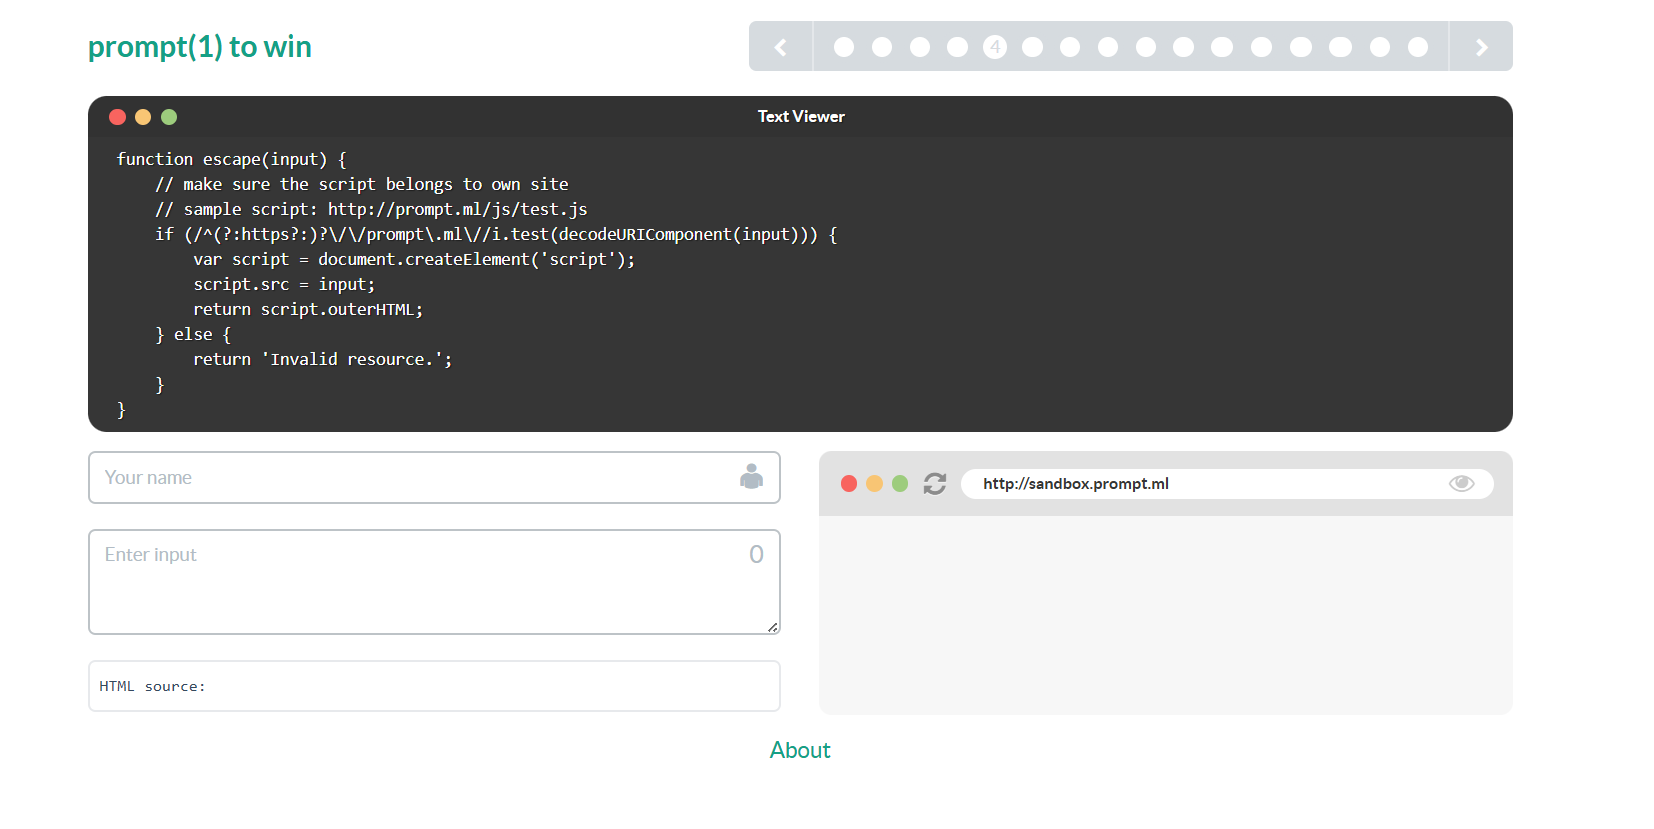 prompt(1) to win
4
Text Viewer
function escape(input) {
    // make sure the script belongs to own site
    // sample script: http://prompt.ml/js/test.js
    if (/^(?:https?:)?\/\/prompt\.ml\//i.test(decodeURIComponent(input))) {
        var script = document.createElement('script');
        script.src = input;
        return script.outerHTML;
    } else {
        return 'Invalid resource.';
    }
}
Your name
http://sandbox.prompt.ml
Enter input
0
HTML source:
About